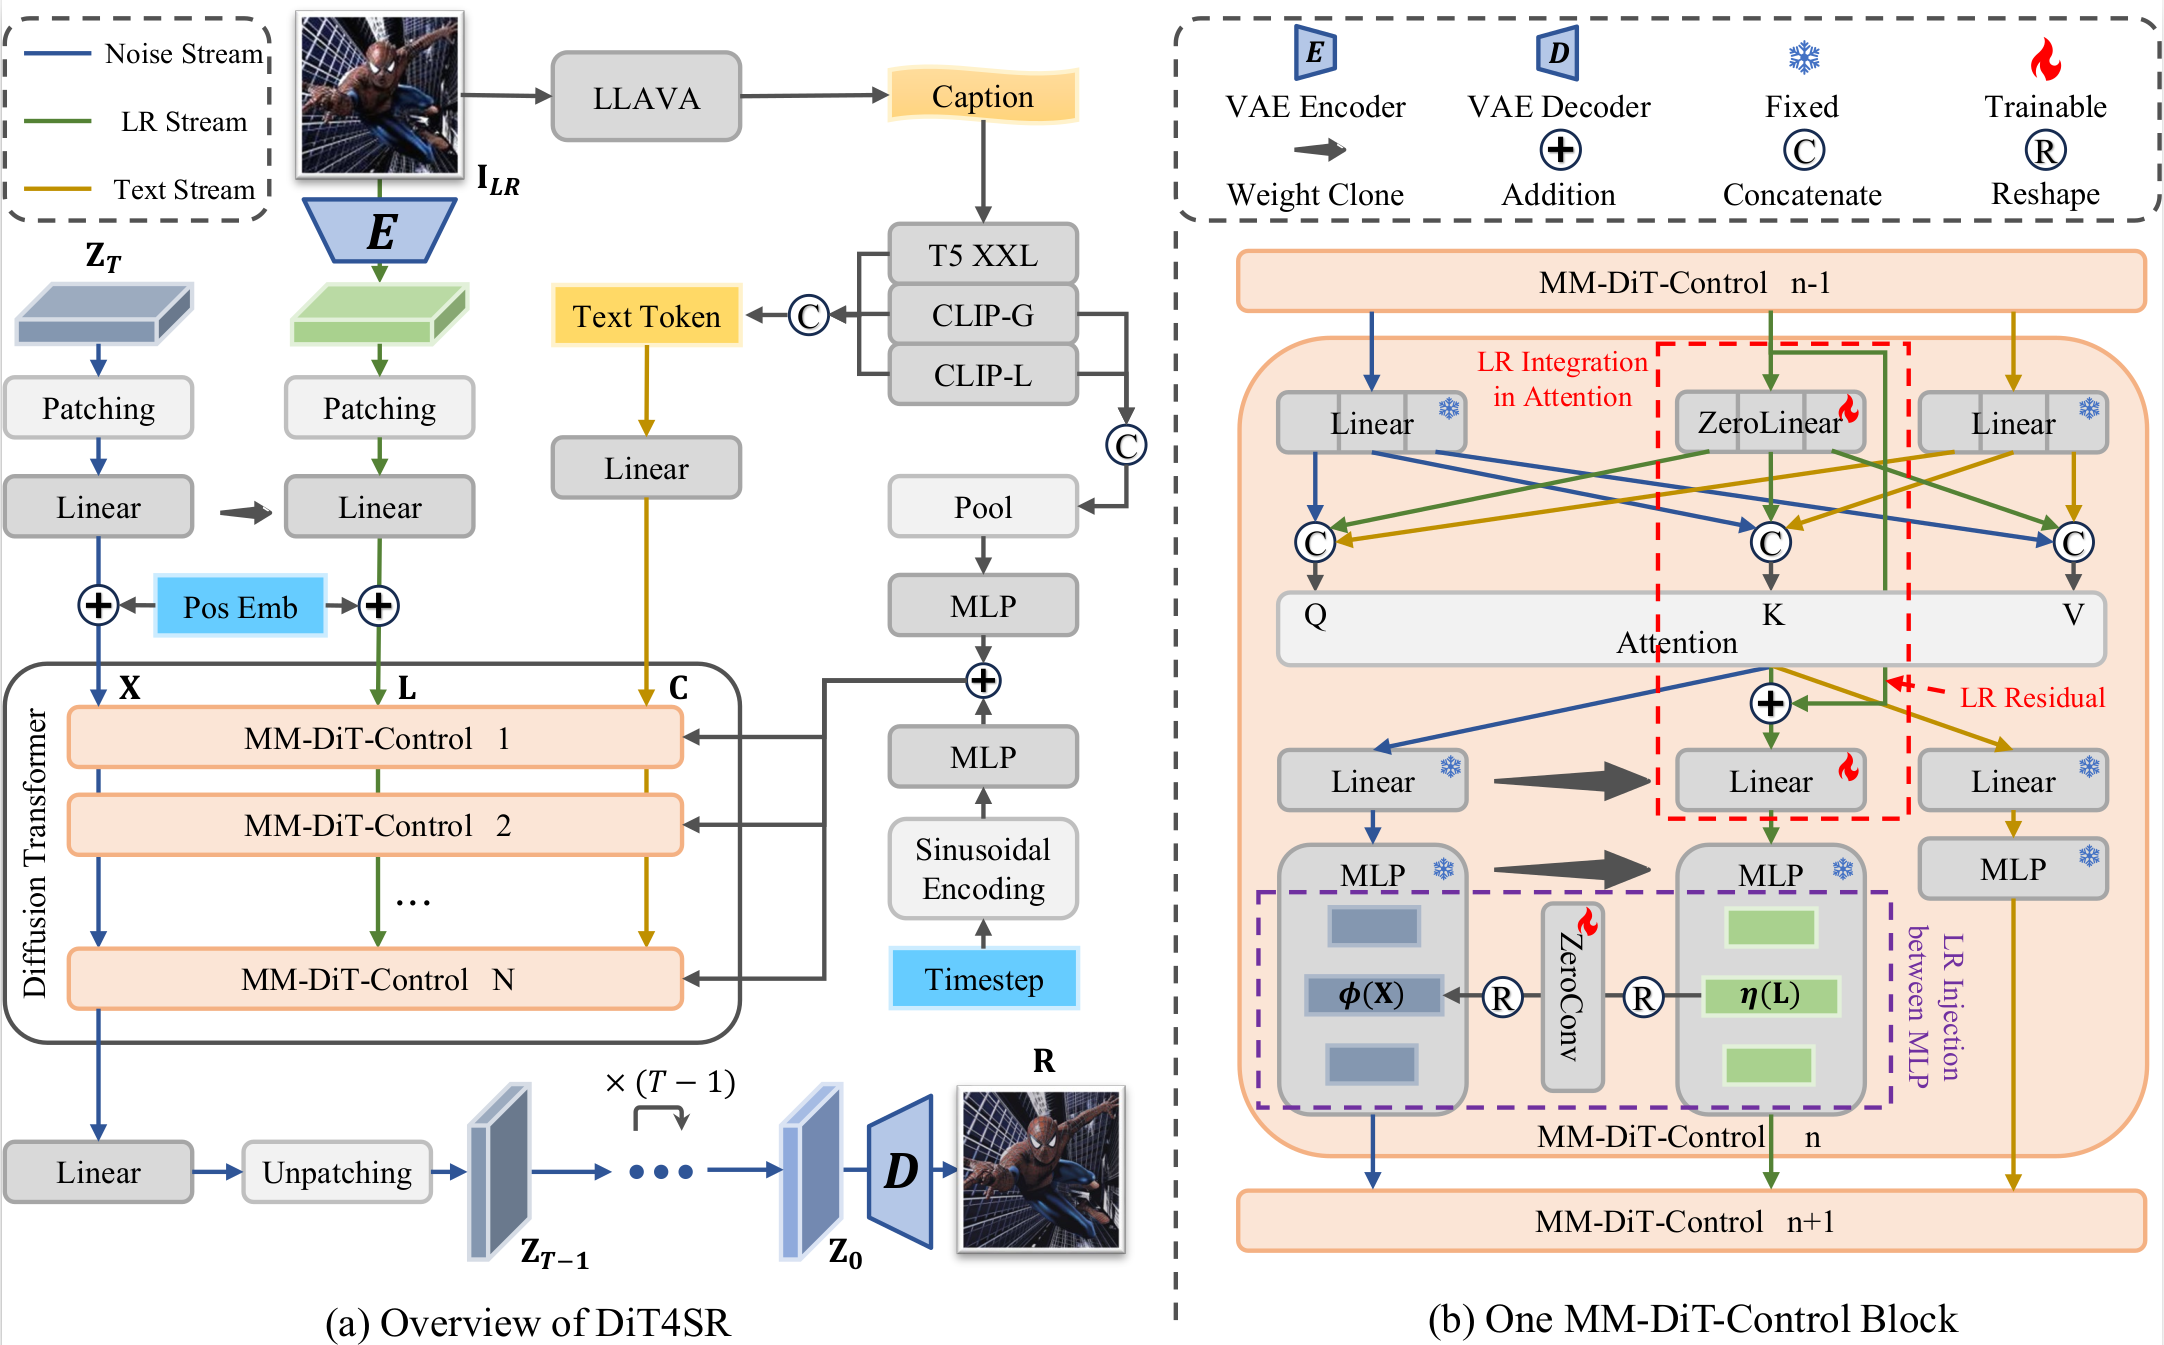 Noise Stream
LR Stream
Text Stream
I_LR
LLAVA
Caption
E
Z_T
T5 XXL
CLIP-G
CLIP-L
C
Text Token
C
Patching
Patching
Linear
Linear
Linear
Pool
Pos Emb
MLP
X
L
C
Diffusion Transformer
MM-DiT-Control 1
MM-DiT-Control 2
...
MM-DiT-Control N
MLP
Sinusoidal
Encoding
Timestep
Linear
Unpatching
Z_{T−1}
× (T − 1)
Z_0
D
R
(a) Overview of DiT4SR
E
D
VAE Encoder
VAE Decoder
Fixed
Trainable
C
R
Weight Clone
Addition
Concatenate
Reshape
MM-DiT-Control n-1
LR Integration
in Attention
Linear
ZeroLinear
Linear
C
C
C
Q
K
V
Attention
LR Residual
Linear
Linear
Linear
MLP
MLP
MLP
ϕ(X)
R
ZeroConv
R
η(L)
LR Injection
between MLP
MM-DiT-Control n
MM-DiT-Control n+1
(b) One MM-DiT-Control Block